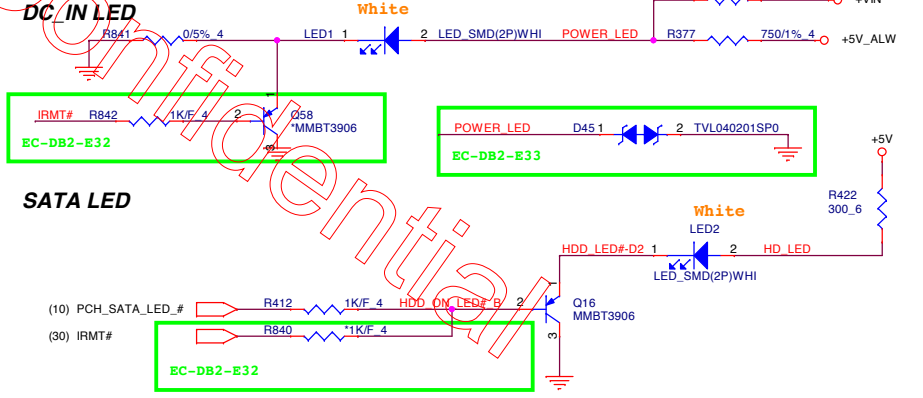 DC_IN LED
White
+VIN
R841 0/5%_4 LED1 1 2 LED_SMD(2P)WHI POWER_LED R377 750/1%_4 +5V_ALW
1
IRMT# R842 1K/F_4 2 Q58
*MMBT3906
3
EC-DB2-E32
POWER_LED D45 1 2 TVL040201SP0
EC-DB2-E33
+5V
SATA LED
R422
300_6
White
LED2
HDD_LED#-D2 1 2 HD_LED
LED_SMD(2P)WHI
1
(10) PCH_SATA_LED_# R412 1K/F_4 HDD_ON_LED#_B 2 Q16
MMBT3906
(30) IRMT# R840 *1K/F_4 3
EC-DB2-E32
Confidential